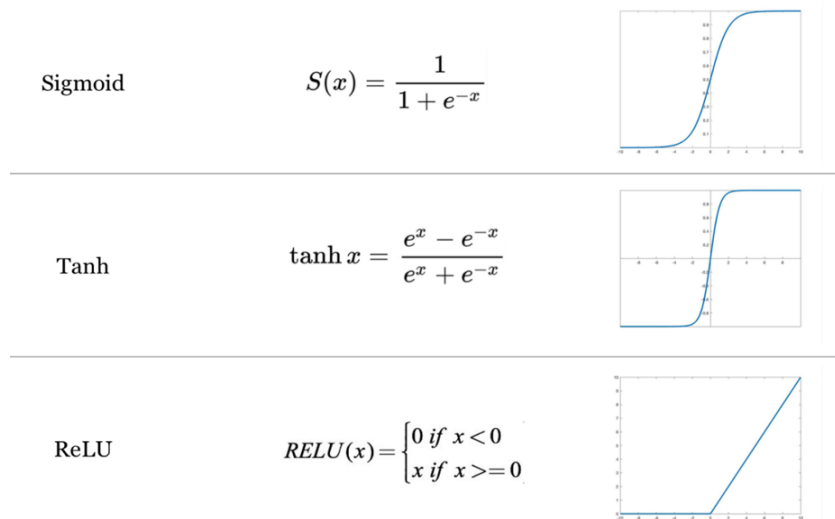 Sigmoid
S(x) = 1 / (1 + e^{-x})
Tanh
tanh x = (e^x − e^{-x}) / (e^x + e^{-x})
ReLU
RELU(x)= {0 if x<0
x if x>=0